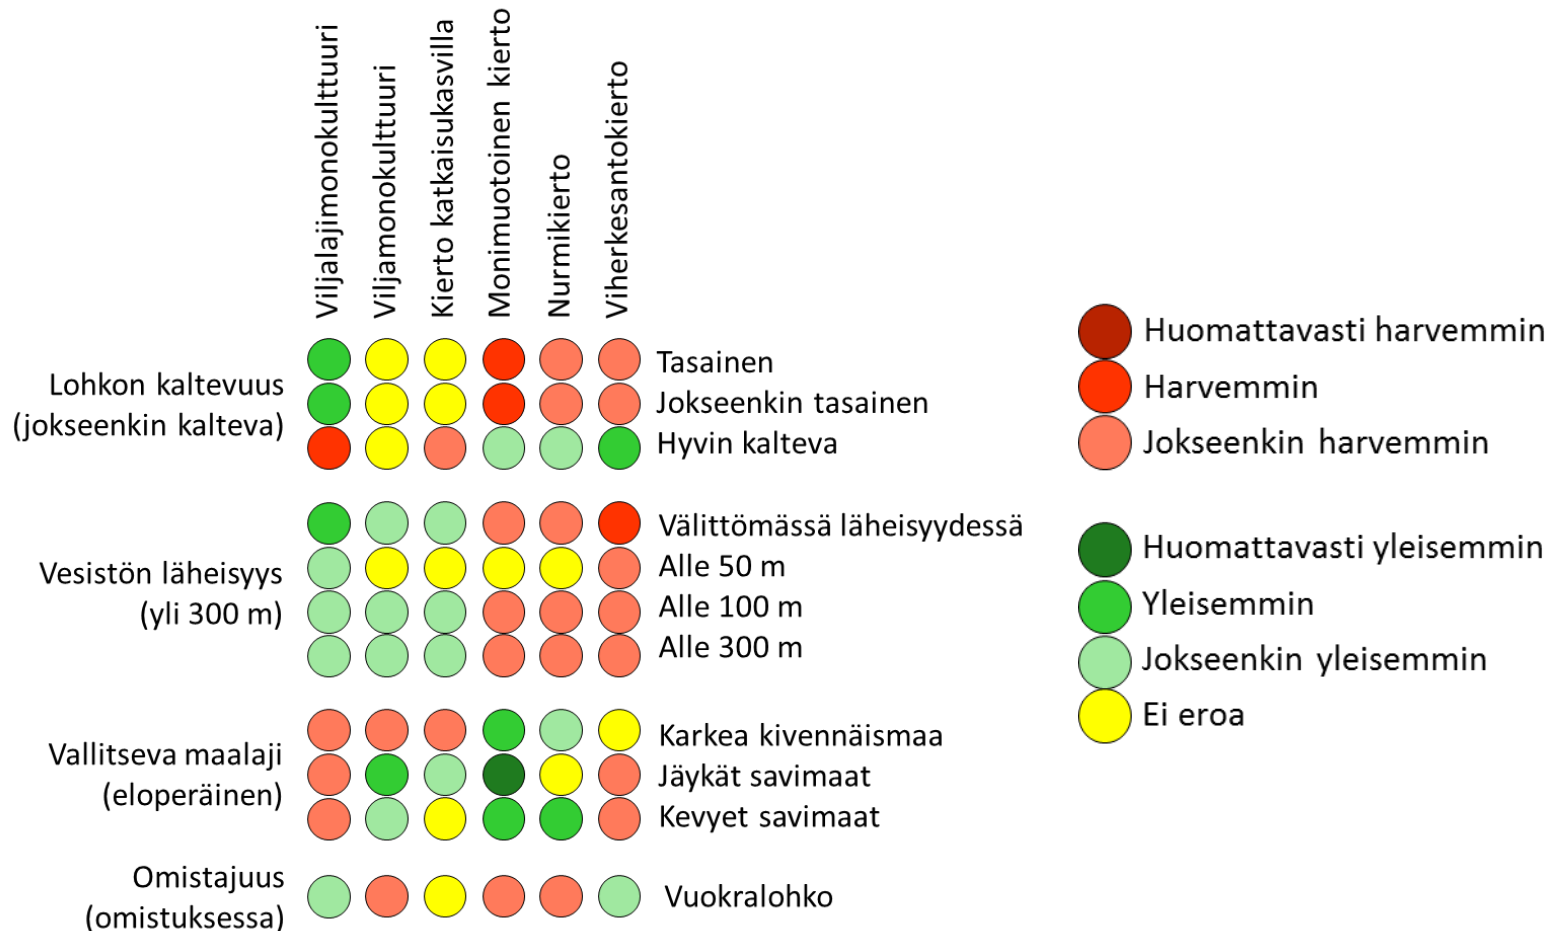 Viljalajimonokulttuuri
Viljamonokulttuuri
Kierto katkaisukasvilla
Monimuotoinen kierto
Nurmikierto
Viherkesantokierto
Lohkon kaltevuus
(jokseenkin kalteva)
Tasainen
Jokseenkin tasainen
Hyvin kalteva
Vesistön läheisyys
(yli 300 m)
Välittömässä läheisyydessä
Alle 50 m
Alle 100 m
Alle 300 m
Vallitseva maalaji
(eloperäinen)
Karkea kivennäismaa
Jäykät savimaat
Kevyet savimaat
Omistajuus
(omistuksessa)
Vuokralohko
Huomattavasti harvemmin
Harvemmin
Jokseenkin harvemmin
Huomattavasti yleisemmin
Yleisemmin
Jokseenkin yleisemmin
Ei eroa